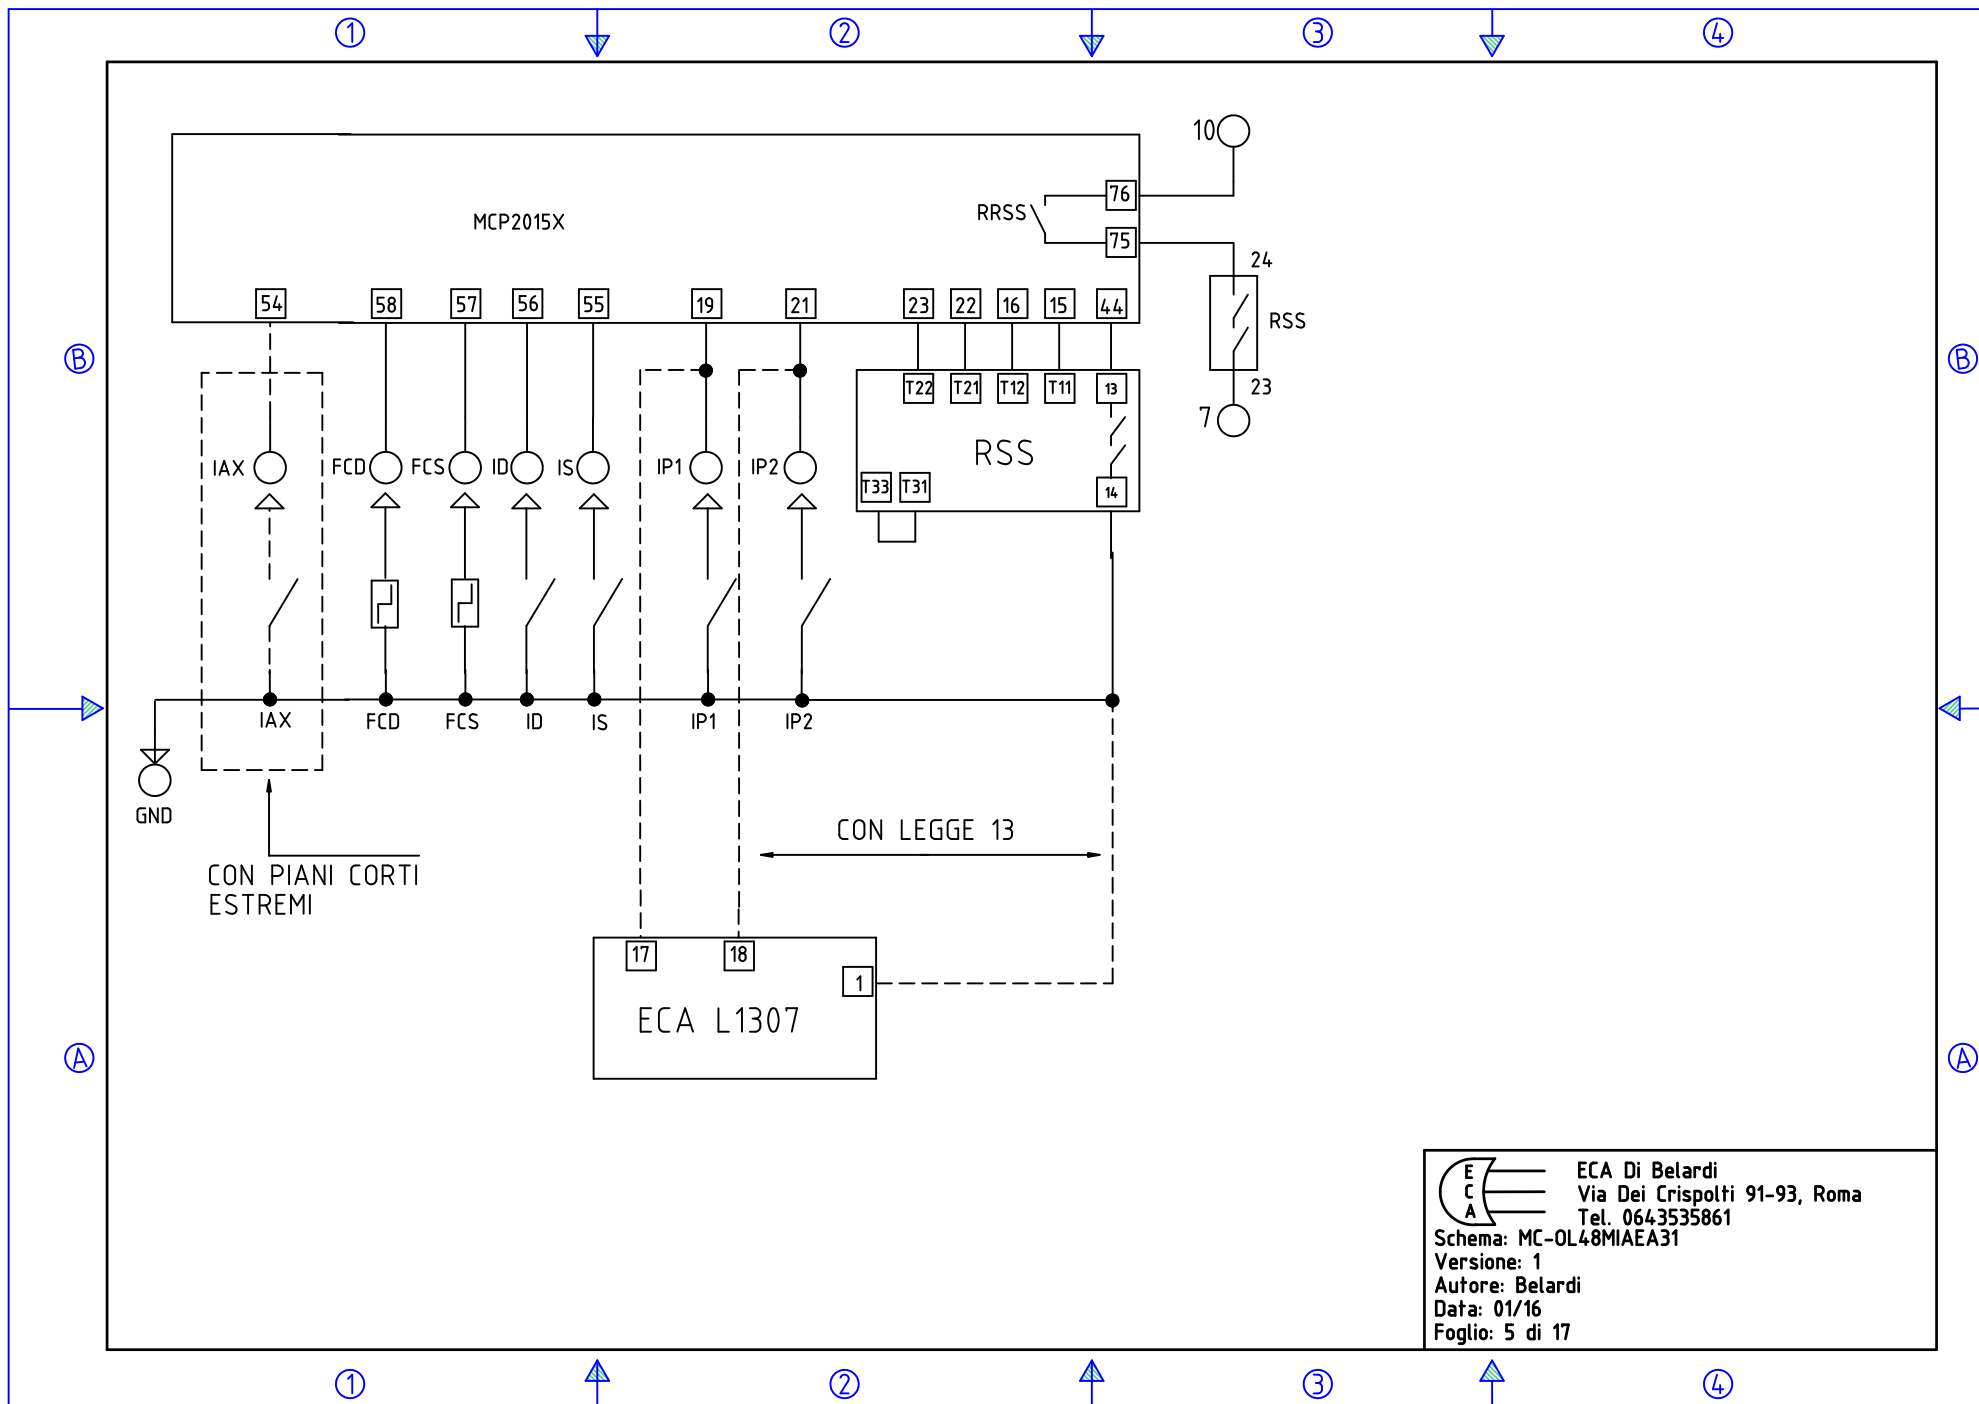 1 2 3 4
10
76
RRSS
MCP2015X
75
24
54 58 57 56 55 19 21 23 22 16 15 44
RSS
B B
T22 T21 T12 T11 13
23
7
RSS
IAX FCD FCS ID IS IP1 IP2
T33 T31 14
IAX FCD FCS ID IS IP1 IP2
GND
CON LEGGE 13
CON PIANI CORTI
ESTREMI
17 18
1
ECA L1307
A A
E
C
A
ECA Di Belardi
Via Dei Crispolti 91-93, Roma
Tel. 0643535861
Schema: MC-OL48MIAEA31
Versione: 1
Autore: Belardi
Data: 01/16
Foglio: 5 di 17
1 2 3 4